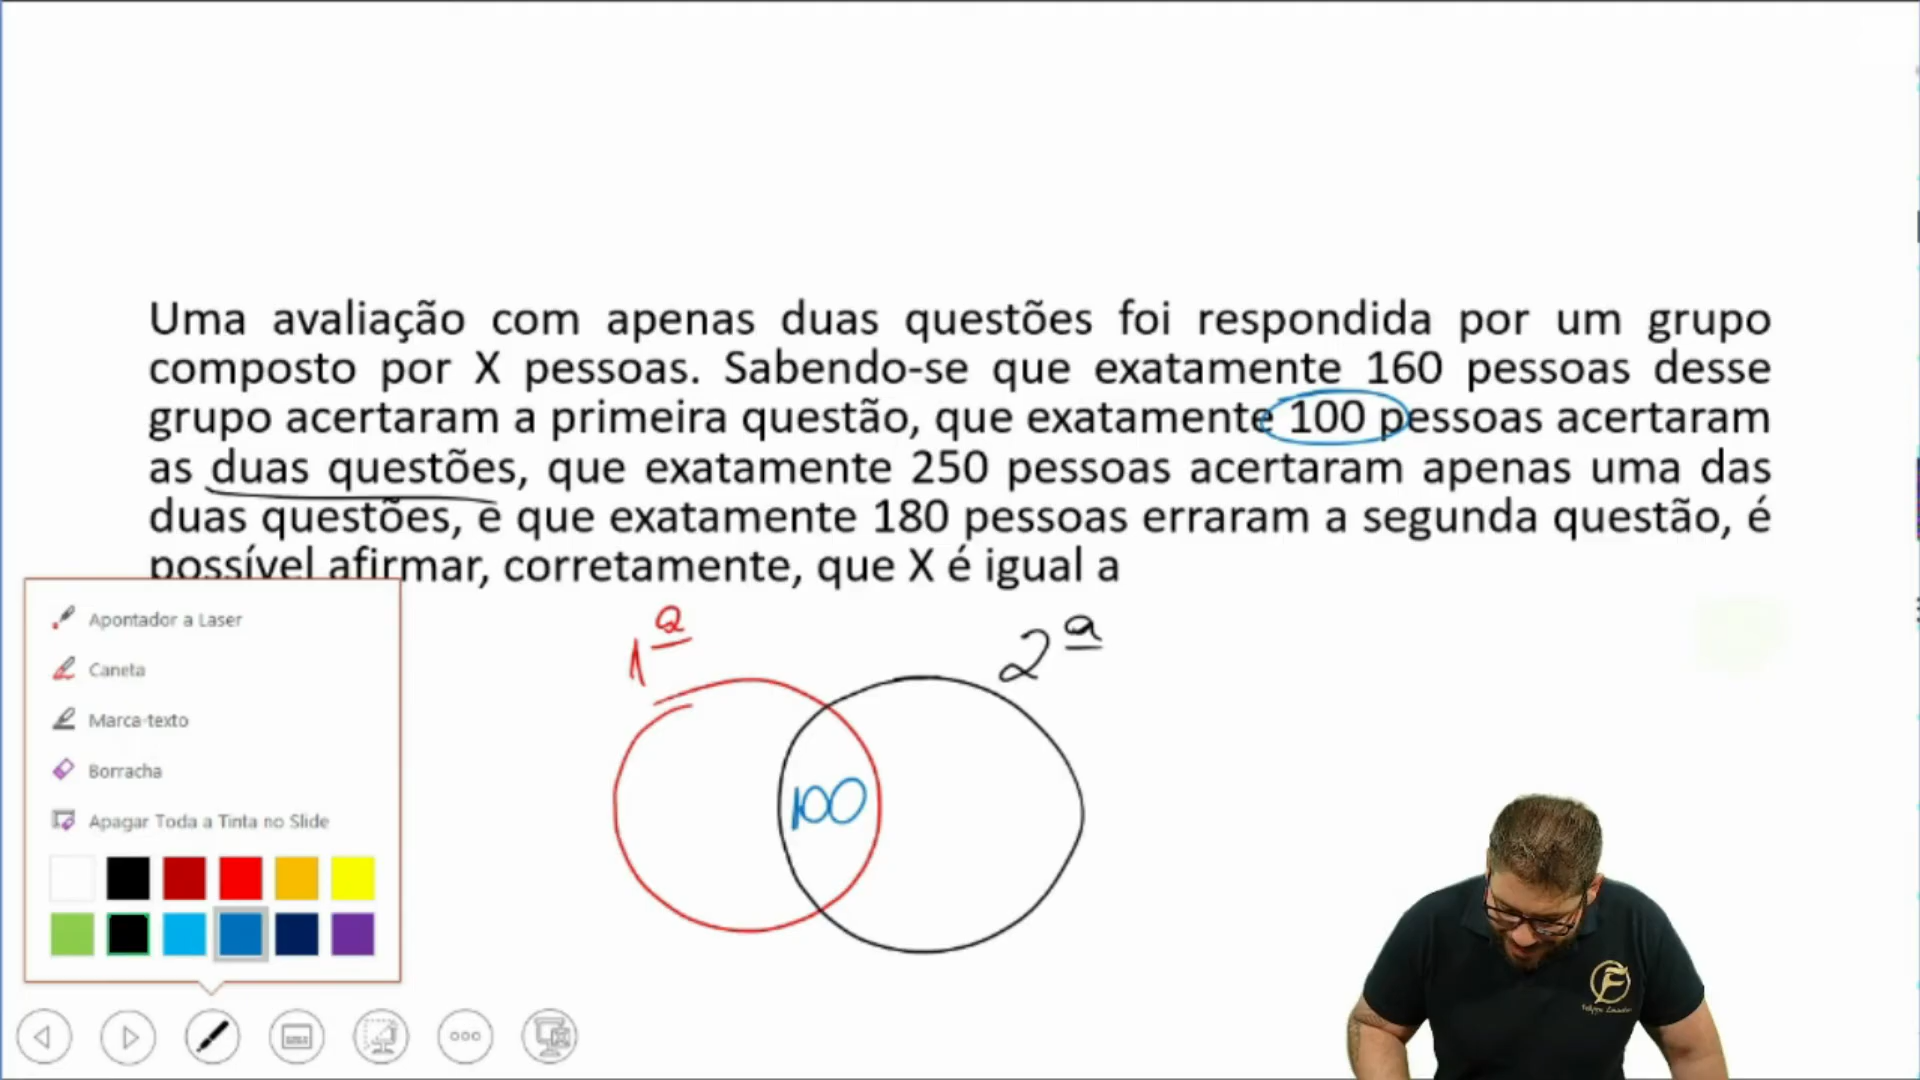 Uma avaliação com apenas duas questões foi respondida por um grupo
composto por X pessoas. Sabendo-se que exatamente 160 pessoas desse
grupo acertaram a primeira questão, que exatamente 100 pessoas acertaram
as duas questões, que exatamente 250 pessoas acertaram apenas uma das
duas questões, e que exatamente 180 pessoas erraram a segunda questão, é
possível afirmar, corretamente, que X é igual a
Apontador a Laser
Caneta
Marca-texto
Borracha
Apagar Toda a Tinta no Slide
1ª
2ª
100